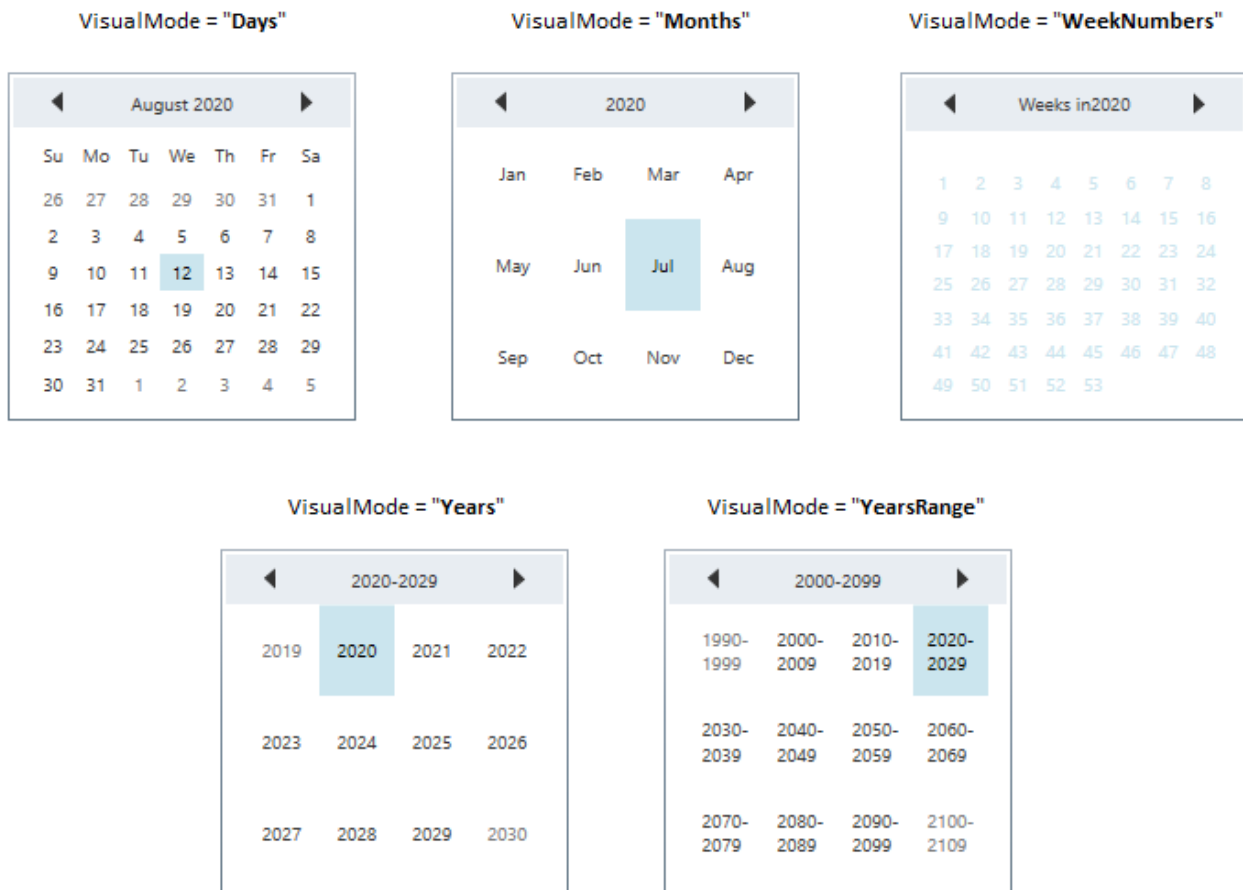 VisualMode = "Days"
August 2020
Su Mo Tu We Th Fr Sa
26 27 28 29 30 31 1
2 3 4 5 6 7 8
9 10 11 12 13 14 15
16 17 18 19 20 21 22
23 24 25 26 27 28 29
30 31 1 2 3 4 5
VisualMode = "Months"
2020
Jan Feb Mar Apr
May Jun Jul Aug
Sep Oct Nov Dec
VisualMode = "WeekNumbers"
Weeks in2020
1 2 3 4 5 6 7 8
9 10 11 12 13 14 15 16
17 18 19 20 21 22 23 24
25 26 27 28 29 30 31 32
33 34 35 36 37 38 39 40
41 42 43 44 45 46 47 48
49 50 51 52 53
VisualMode = "Years"
2020-2029
2019 2020 2021 2022
2023 2024 2025 2026
2027 2028 2029 2030
VisualMode = "YearsRange"
2000-2099
1990- 2000- 2010- 2020-
1999 2009 2019 2029
2030- 2040- 2050- 2060-
2039 2049 2059 2069
2070- 2080- 2090- 2100-
2079 2089 2099 2109